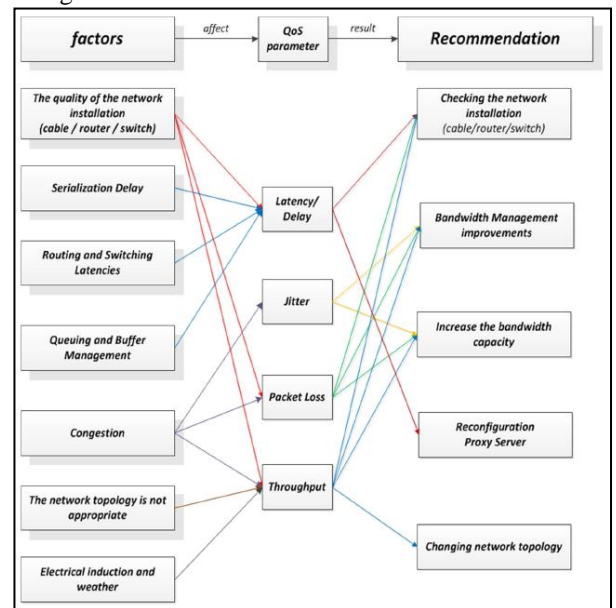 factors
affect
QoS
parameter
result
Recommendation
The quality of the network
installation
(cable / router / switch)
Serialization Delay
Routing and Switching
Latencies
Queuing and Buffer
Management
Congestion
The network topology is not
appropriate
Electrical induction and
weather
Latency/
Delay
Jitter
Packet Loss
Throughput
Checking the network
installation
(cable/router/switch)
Bandwidth Management
improvements
Increase the bandwidth
capacity
Reconfiguration
Proxy Server
Changing network topology